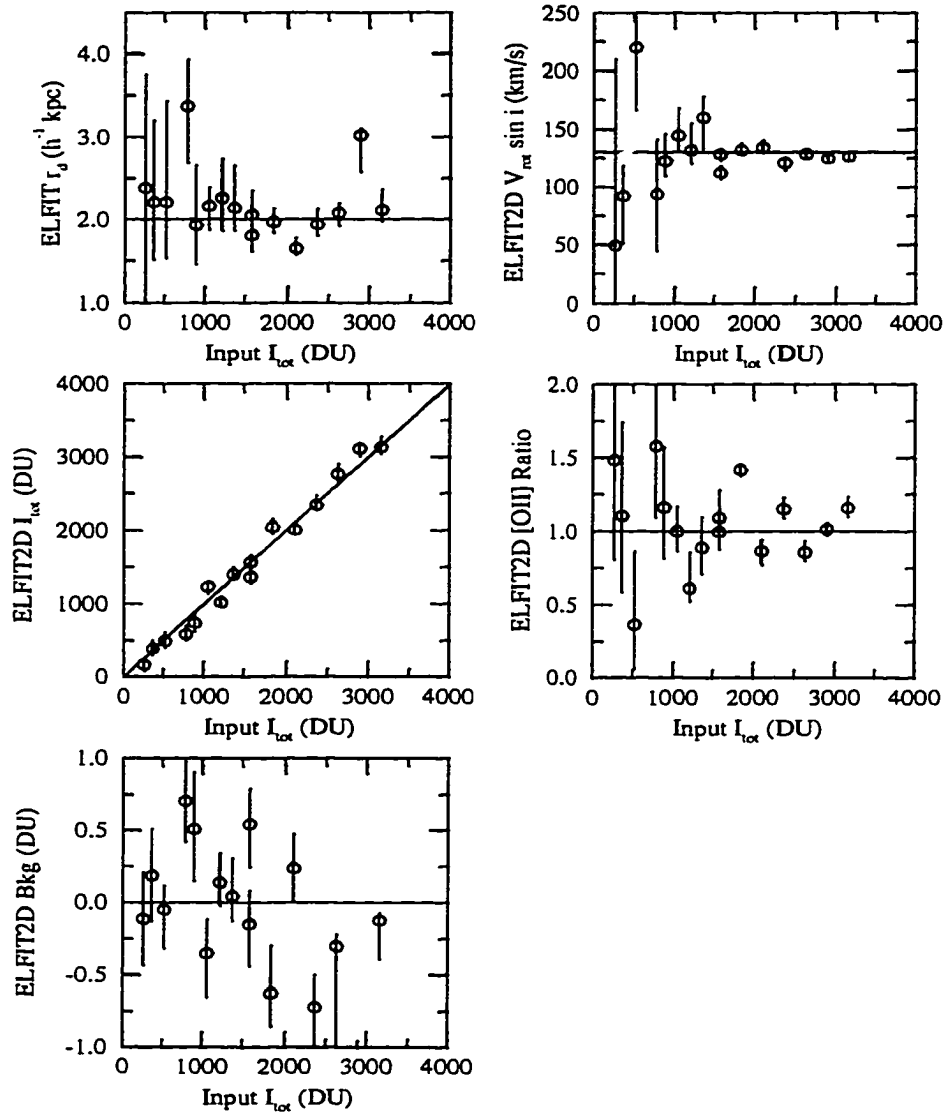 4.0
3.0
2.0
1.0
ELFIT r_d (h^-1 kpc)
0 1000 2000 3000 4000
Input I_tot (DU)
250
200
150
100
50
0
ELFIT2D V_rot sin i (km/s)
0 1000 2000 3000 4000
Input I_tot (DU)
4000
3000
2000
1000
0
ELFIT2D I_tot (DU)
0 1000 2000 3000 4000
Input I_tot (DU)
2.0
1.5
1.0
0.5
0.0
ELFIT2D [OII] Ratio
0 1000 2000 3000 4000
Input I_tot (DU)
1.0
0.5
0.0
-0.5
-1.0
ELFIT2D Bkg (DU)
0 1000 2000 3000 4000
Input I_tot (DU)